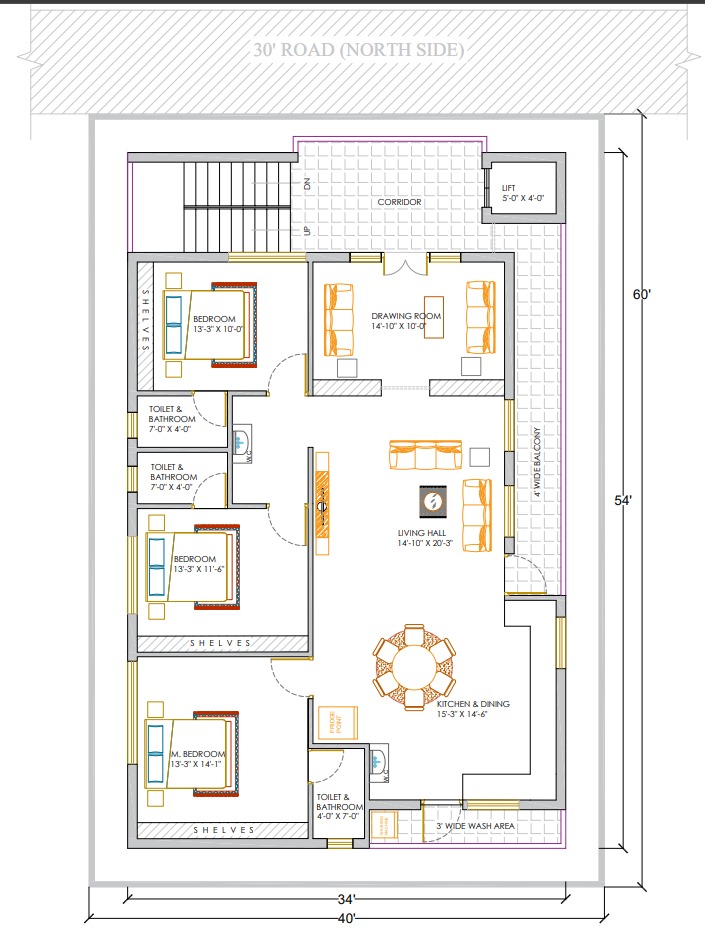 30' ROAD (NORTH SIDE)
DN
UP
CORRIDOR
LIFT
5'-0" X 4'-0"
60'
SHELVES
BEDROOM
13'-3" X 10'-0"
DRAWING ROOM
14'-10" X 10'-0"
TOILET &
BATHROOM
7'-0" X 4'-0"
W.C
4' WIDE BALCONY
TOILET &
BATHROOM
7'-0" X 4'-0"
54'
LIVING HALL
14'-10" X 20'-3"
BEDROOM
13'-3" X 11'-6"
SHELVES
KITCHEN & DINING
15'-3" X 14'-6"
FRIDGE
POINT
M. BEDROOM
13'-3" X 14'-1"
W.C
TOILET &
BATHROOM
4'-0" X 7'-0"
SHELVES
3' WIDE WASH AREA
34'
40'